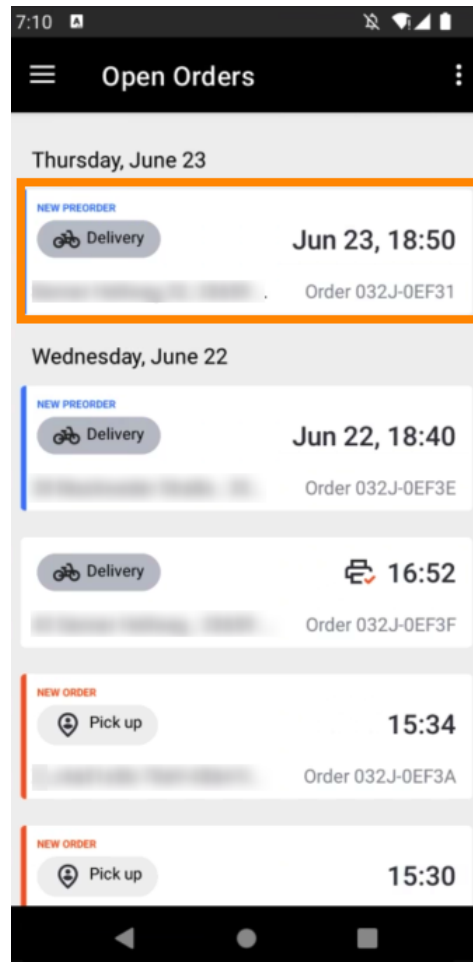 7:10
Open Orders
Thursday, June 23
NEW PREORDER
Delivery
Jun 23, 18:50
Order 032J-0EF31
Wednesday, June 22
NEW PREORDER
Delivery
Jun 22, 18:40
Order 032J-0EF3E
Delivery
16:52
Order 032J-0EF3F
NEW ORDER
Pick up
15:34
Order 032J-0EF3A
NEW ORDER
Pick up
15:30